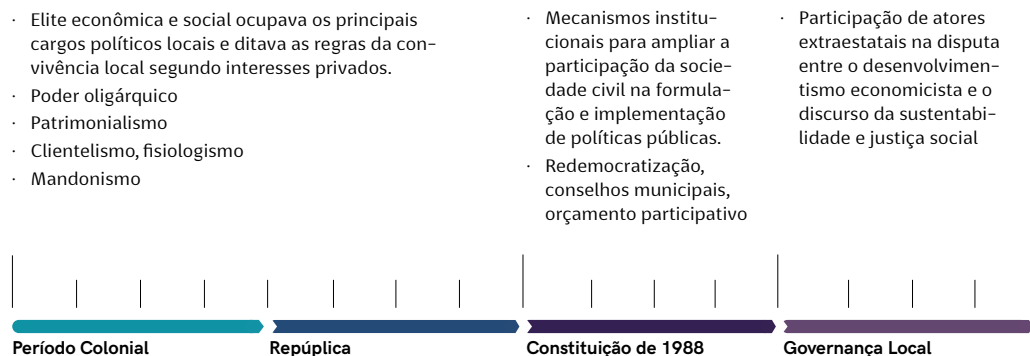 · Elite econômica e social ocupava os principais
cargos políticos locais e ditava as regras da con-
vivência local segundo interesses privados.
· Poder oligárquico
· Patrimonialismo
· Clientelismo, fisiologismo
· Mandonismo
· Mecanismos institu-
cionais para ampliar a
participação da socie-
dade civil na formula-
ção e implementação
de políticas públicas.
· Redemocratização,
conselhos municipais,
orçamento participativo
· Participação de atores
extraestatais na disputa
entre o desenvolvimen-
tismo economicista e o
discurso da sustentabi-
lidade e justiça social
Período Colonial
Repúplica
Constituição de 1988
Governança Local